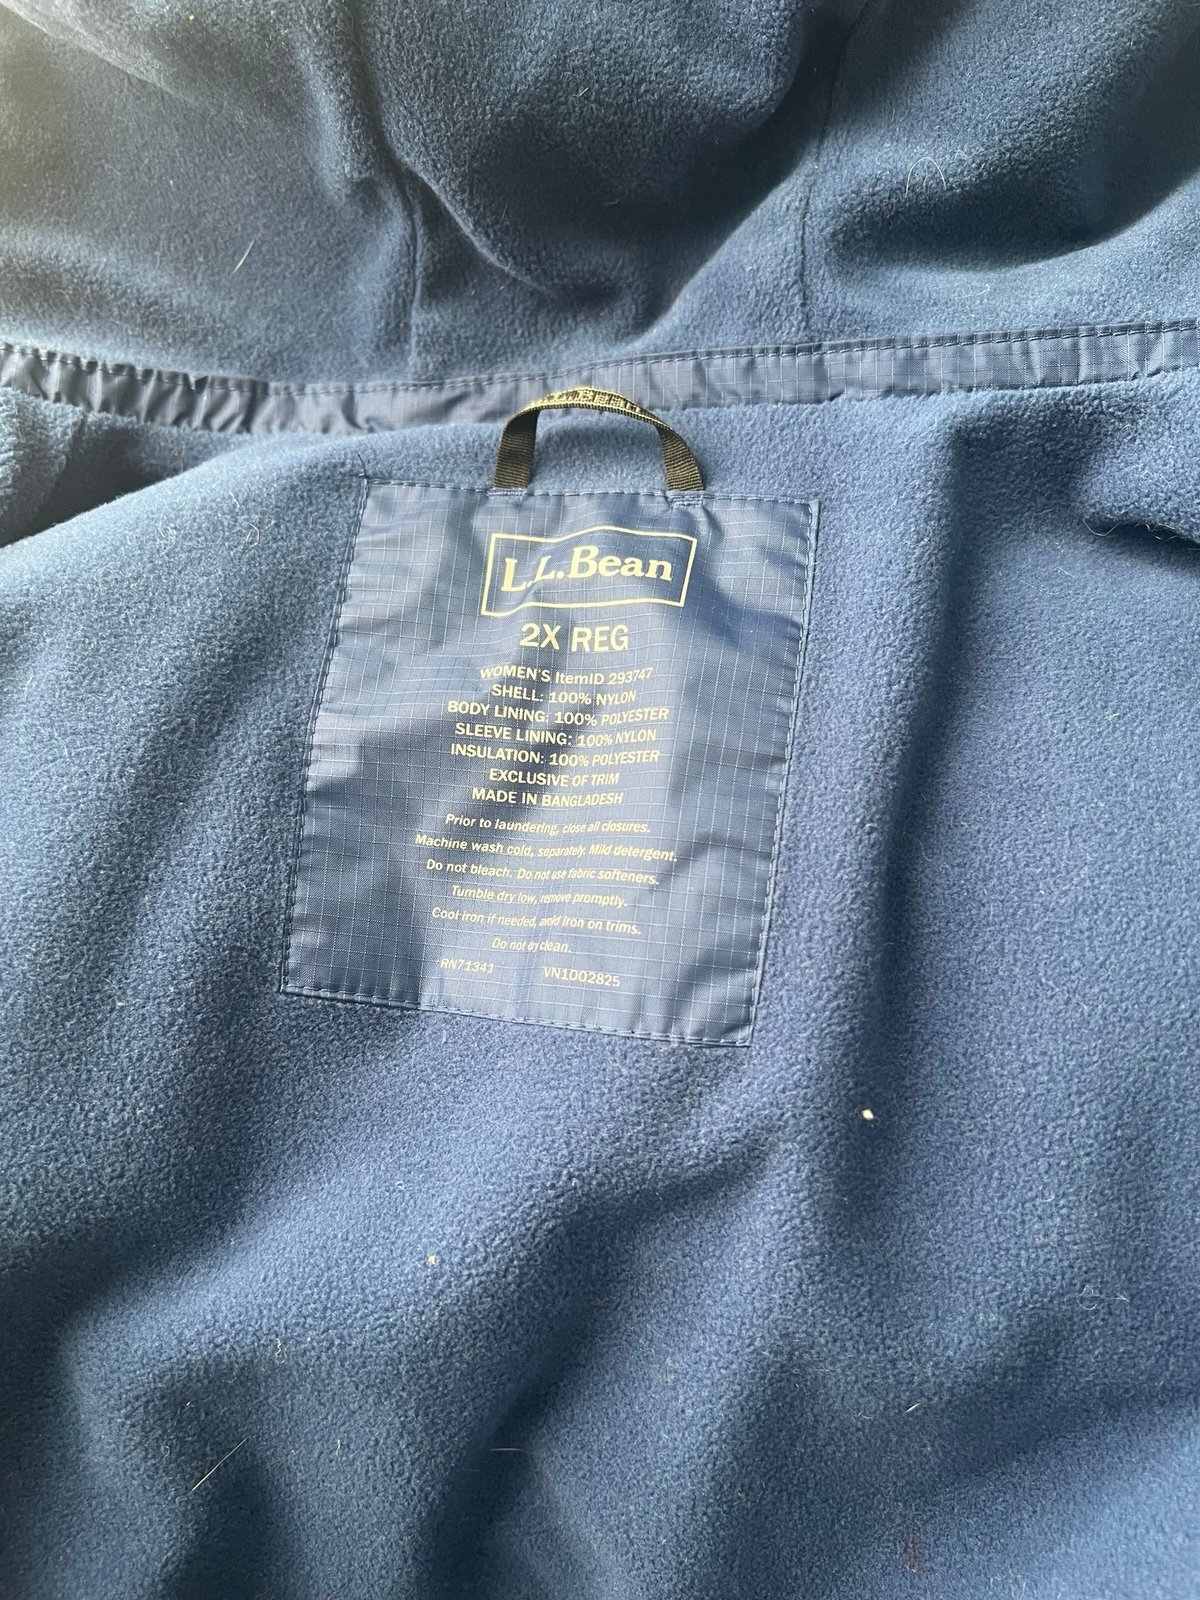 L.L.Bean
L.L.Bean
2X REG
WOMEN'S ItemID 293747
SHELL: 100% NYLON
BODY LINING: 100% POLYESTER
SLEEVE LINING: 100% NYLON
INSULATION: 100% POLYESTER
EXCLUSIVE OF TRIM
MADE IN BANGLADESH
Prior to laundering, close all closures.
Machine wash cold, separately. Mild detergent.
Do not bleach. Do not use fabric softeners.
Tumble dry low, remove promptly.
Cool iron if needed, avoid iron on trims.
Do not dryclean.
RN71341 VN1002825